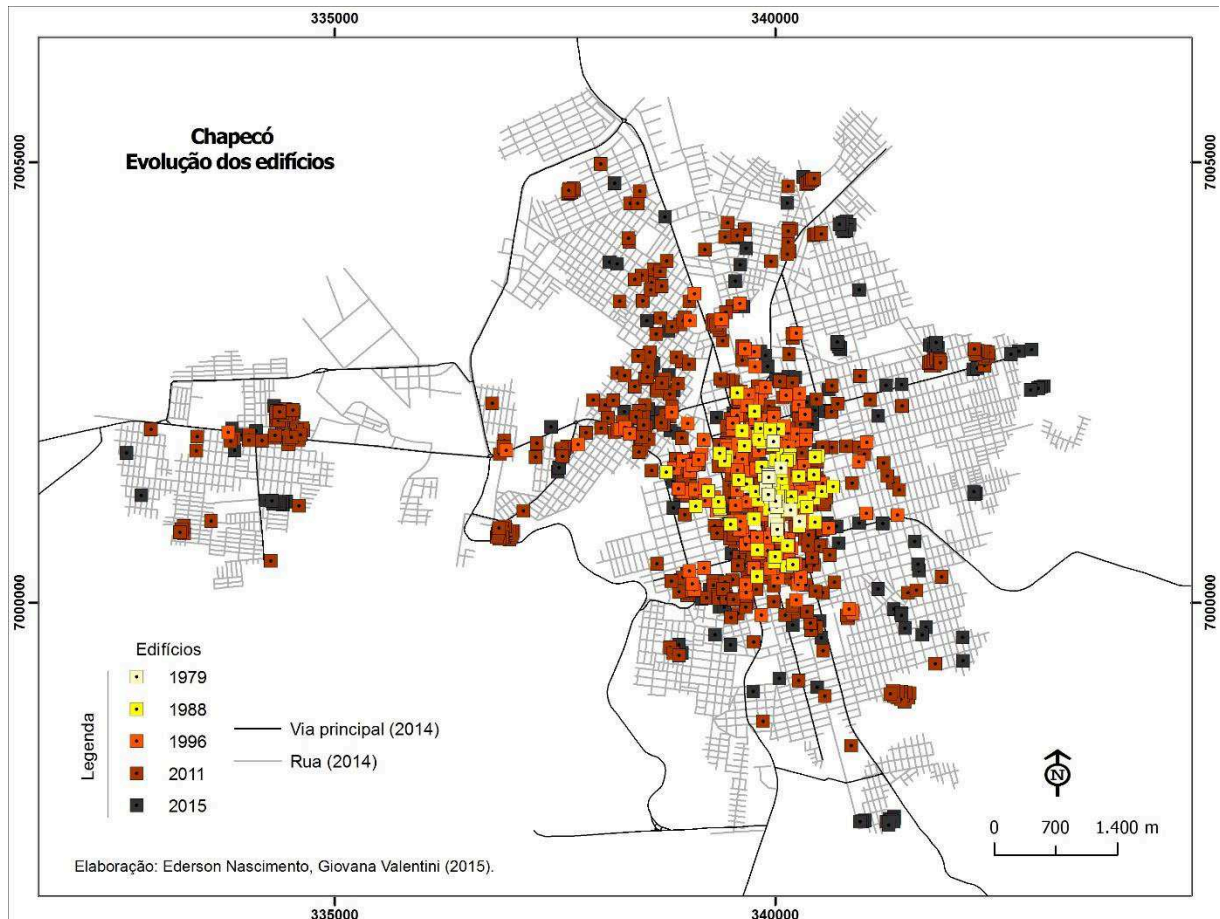 335000
340000
7005000
7005000
Chapecó
Evolução dos edifícios
7000000
7000000
Edifícios
Legenda
1979
1988
1996
2011
2015
Via principal (2014)
Rua (2014)
N
0 700 1.400 m
Elaboração: Ederson Nascimento, Giovana Valentini (2015).
335000
340000